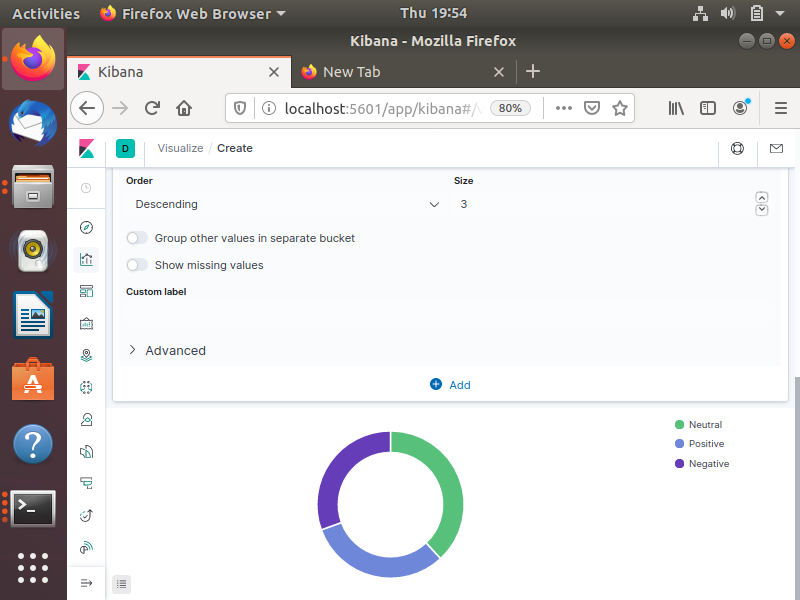 Activities
Firefox Web Browser
Thu 19:54
Kibana - Mozilla Firefox
Kibana
New Tab
localhost:5601/app/kibana#/
80%
D
Visualize / Create
Order
Size
Descending
3
Group other values in separate bucket
Show missing values
Custom label
Advanced
Add
Neutral
Positive
Negative